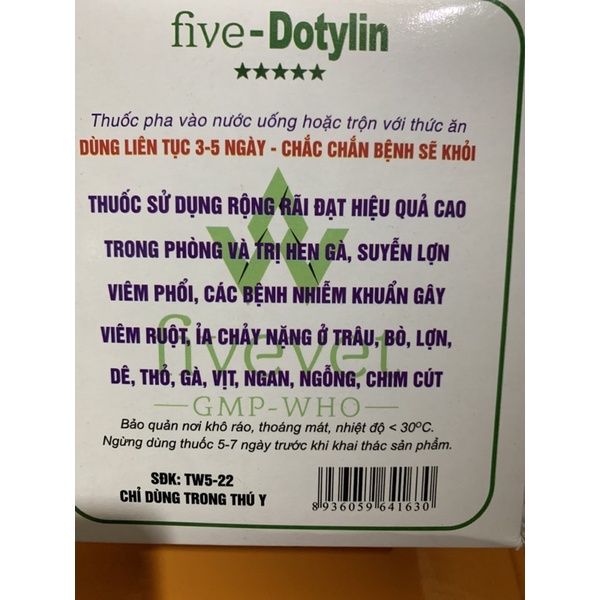 five-Dotylin
★★★★★
Thuốc pha vào nước uống hoặc trộn với thức ăn
DÙNG LIÊN TỤC 3-5 NGÀY - CHẮC CHẮN BỆNH SẼ KHỎI
THUỐC SỬ DỤNG RỘNG RÃI ĐẠT HIỆU QUẢ CAO
TRONG PHÒNG VÀ TRỊ HEN GÀ, SUYỄN LỢN
VIÊM PHỔI, CÁC BỆNH NHIỄM KHUẨN GÂY
VIÊM RUỘT, ỈA CHẢY NẶNG Ở TRÂU, BÒ, LỢN,
fivevet
DÊ, THỎ, GÀ, VỊT, NGAN, NGỖNG, CHIM CÚT
GMP-WHO
Bảo quản nơi khô ráo, thoáng mát, nhiệt độ < 30⁰C.
Ngừng dùng thuốc 5-7 ngày trước khi khai thác sản phẩm.
SĐK: TW5-22
CHỈ DÙNG TRONG THÚ Y
8 936059 641630